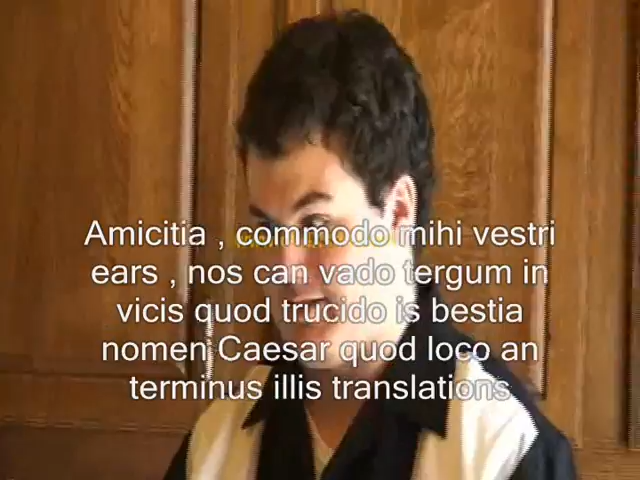 Amicitia , commodo mihi vestri
ears , nos can vado tergum in
vicis quod trucido is bestia
nomen Caesar quod loco an
terminus illis translations